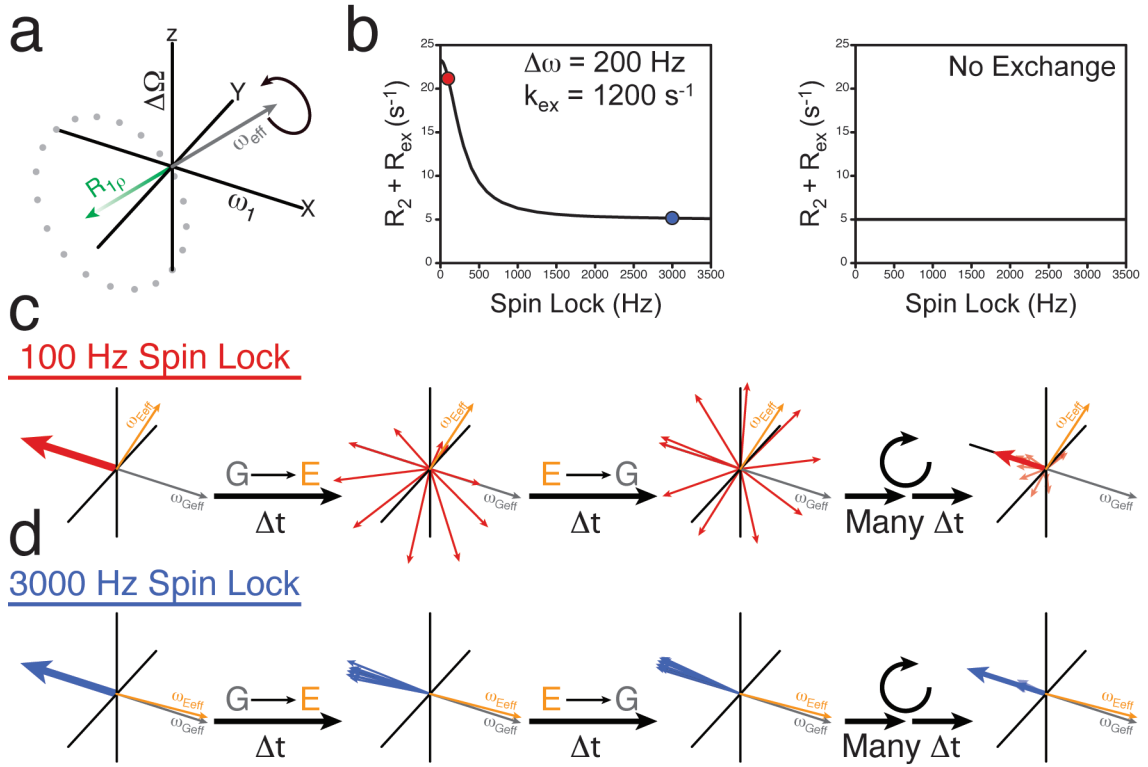 a
z
ΔΩ
Y
ω_eff
R_1ρ
ω_1
X
b
R_2 + R_ex (s^-1)
25
20
15
10
5
0
Δω = 200 Hz
k_ex = 1200 s^-1
0 500 1000 1500 2000 2500 3000 3500
Spin Lock (Hz)
R_2 + R_ex (s^-1)
25
20
15
10
5
0
No Exchange
0 500 1000 1500 2000 2500 3000 3500
Spin Lock (Hz)
c
100 Hz Spin Lock
ω_Eeff
ω_Geff
G → E
Δt
ω_Eeff
ω_Geff
E → G
Δt
ω_Eeff
ω_Geff
Many Δt
ω_Eeff
ω_Geff
d
3000 Hz Spin Lock
ω_Eeff
ω_Geff
G → E
Δt
ω_Eeff
ω_Geff
E → G
Δt
ω_Eeff
ω_Geff
Many Δt
ω_Eeff
ω_Geff